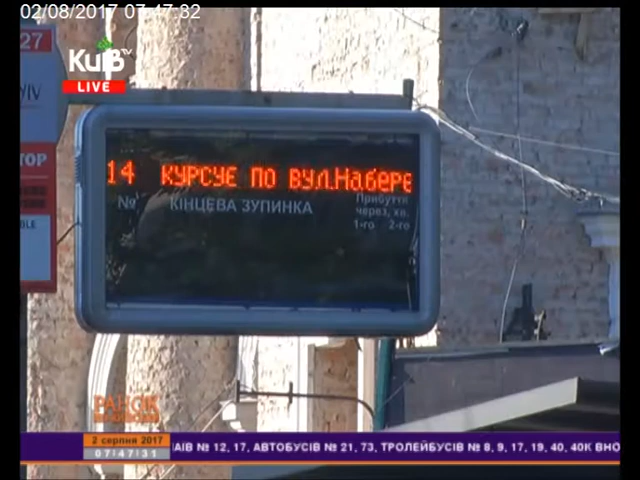 02/08/2017 07:47:32
27
КиЇВ TV
LIVE
14 КУРСУЄ ПО ВУЛ.Набере
№ КІНЦЕВА ЗУПИНКА
Прибуття
через, хв.
1-го 2-го
РАНОК
2 серпня 2017
07:47:31
АЇВ № 12, 17, АВТОБУСІВ № 21, 73, ТРОЛЕЙБУСІВ № 8, 9, 17, 19, 40, 40К ВНО